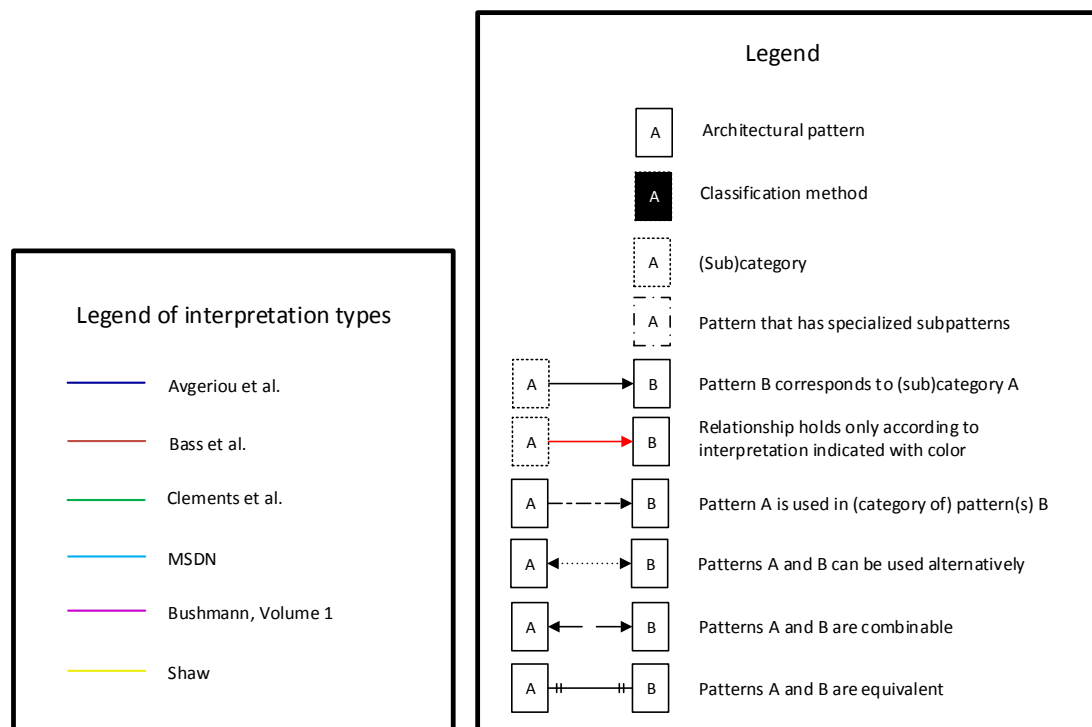 Legend of interpretation types
Avgeriou et al.
Bass et al.
Clements et al.
MSDN
Bushmann, Volume 1
Shaw
Legend
A Architectural pattern
A Classification method
A (Sub)category
A Pattern that has specialized subpatterns
A B Pattern B corresponds to (sub)category A
A B Relationship holds only according to
interpretation indicated with color
A B Pattern A is used in (category of) pattern(s) B
A B Patterns A and B can be used alternatively
A B Patterns A and B are combinable
A B Patterns A and B are equivalent